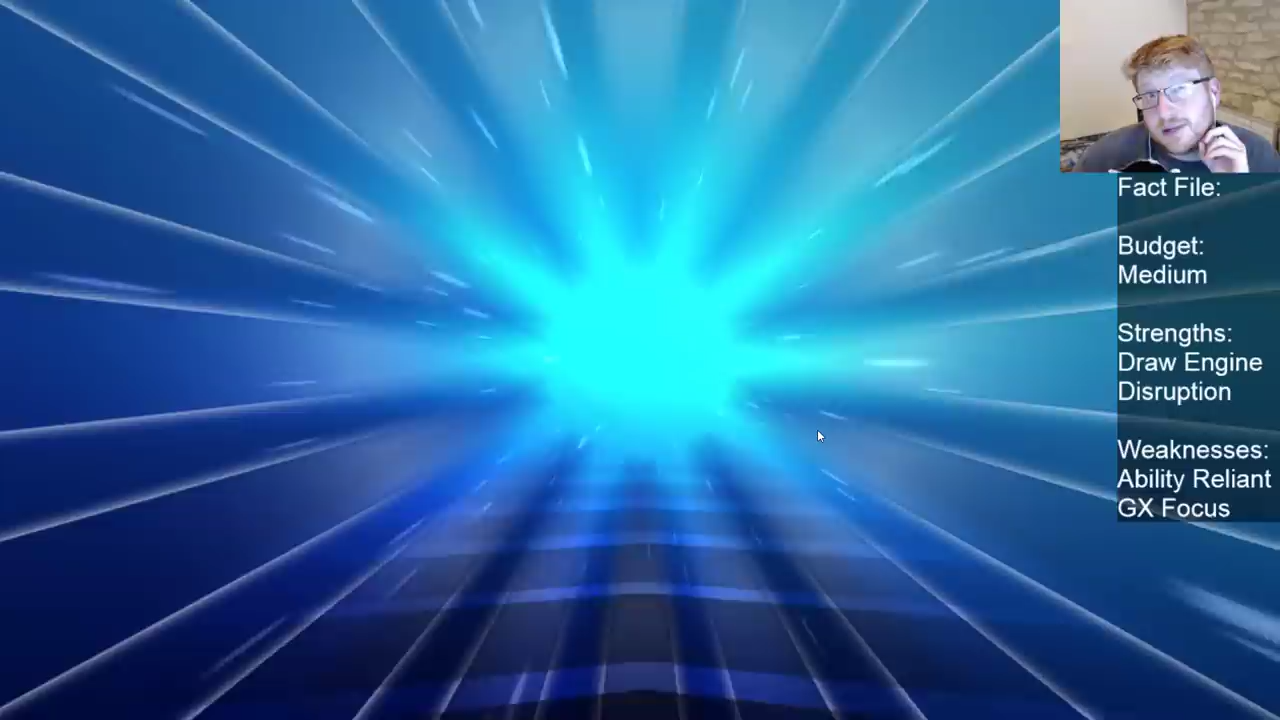 Fact File:
Budget:
Medium
Strengths:
Draw Engine
Disruption
Weaknesses:
Ability Reliant
GX Focus